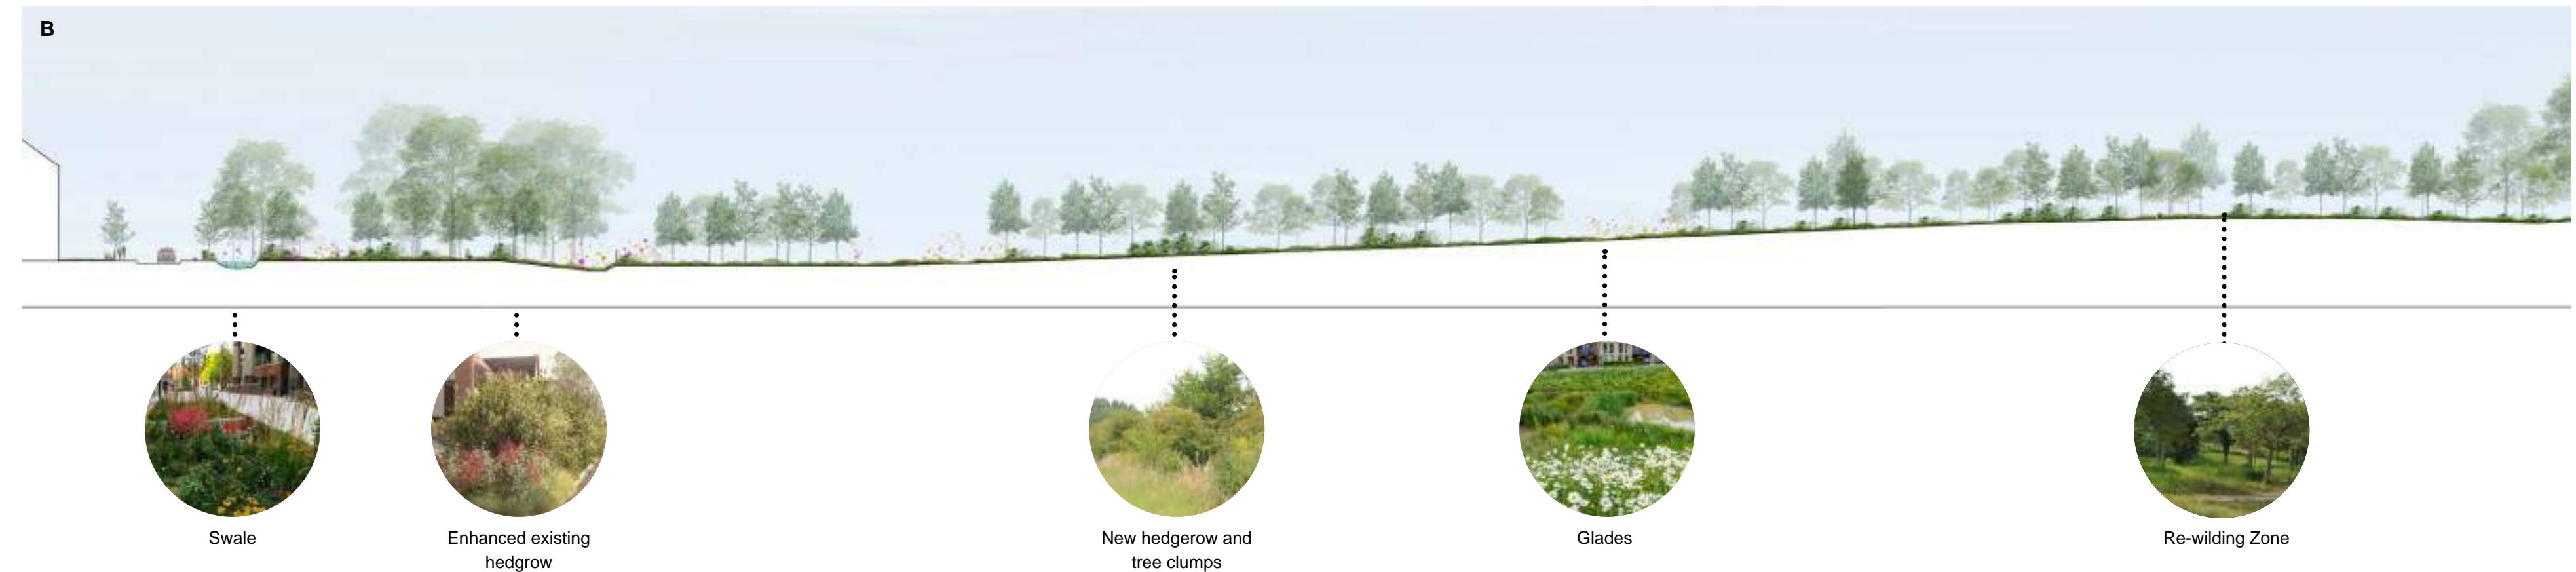 B
Swale
Enhanced existing
hedgrow
New hedgerow and
tree clumps
Glades
Re-wilding Zone